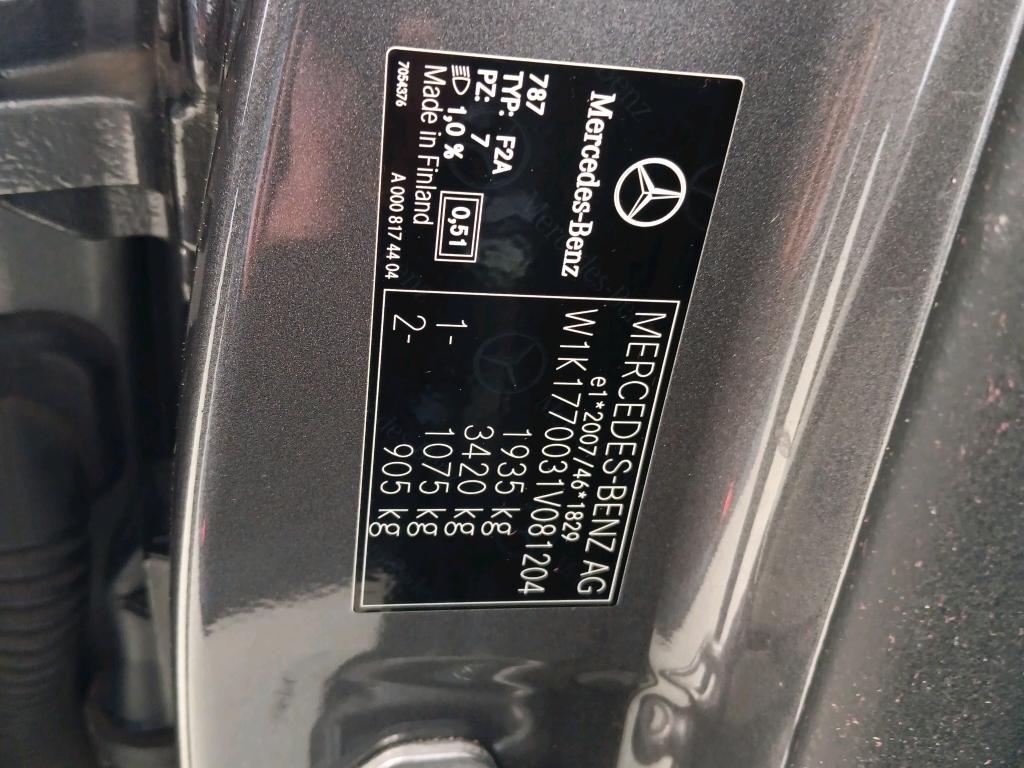 Mercedes-Benz
787
TYP: F2A
PZ: 7
1,0 % 0,51
Made in Finland
7054376 A 000 817 44 04
MERCEDES-BENZ AG
e1*2007/46*1829
W1K1770031V081204
1935 kg
3420 kg
1- 1075 kg
2- 905 kg